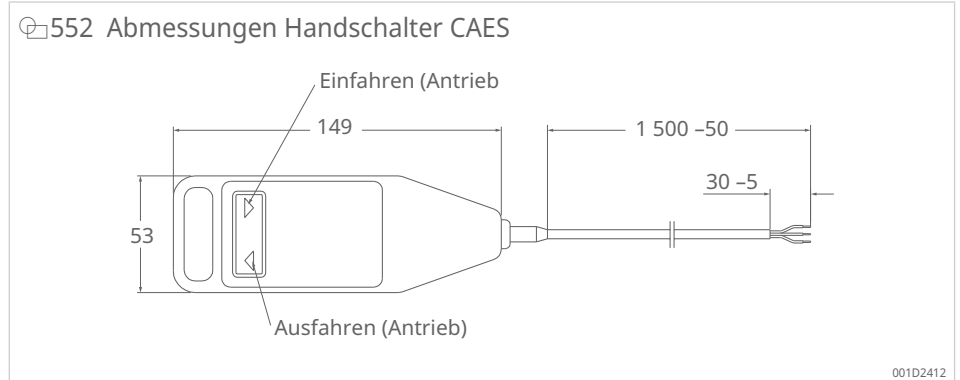 552 Abmessungen Handschalter CAES
Einfahren (Antrieb
149
1 500 –50
30 –5
53
Ausfahren (Antrieb)
001D2412